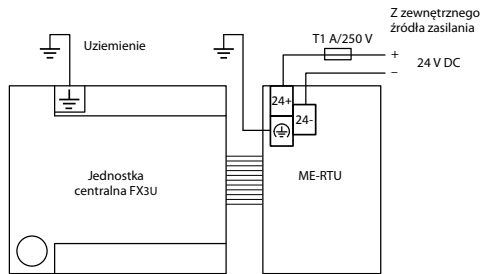 Z zewnętrznego
źródła zasilania
T1 A/250 V
Uziemienie
+
24 V DC
–
24+
24-
Jednostka
centralna FX3U
ME-RTU